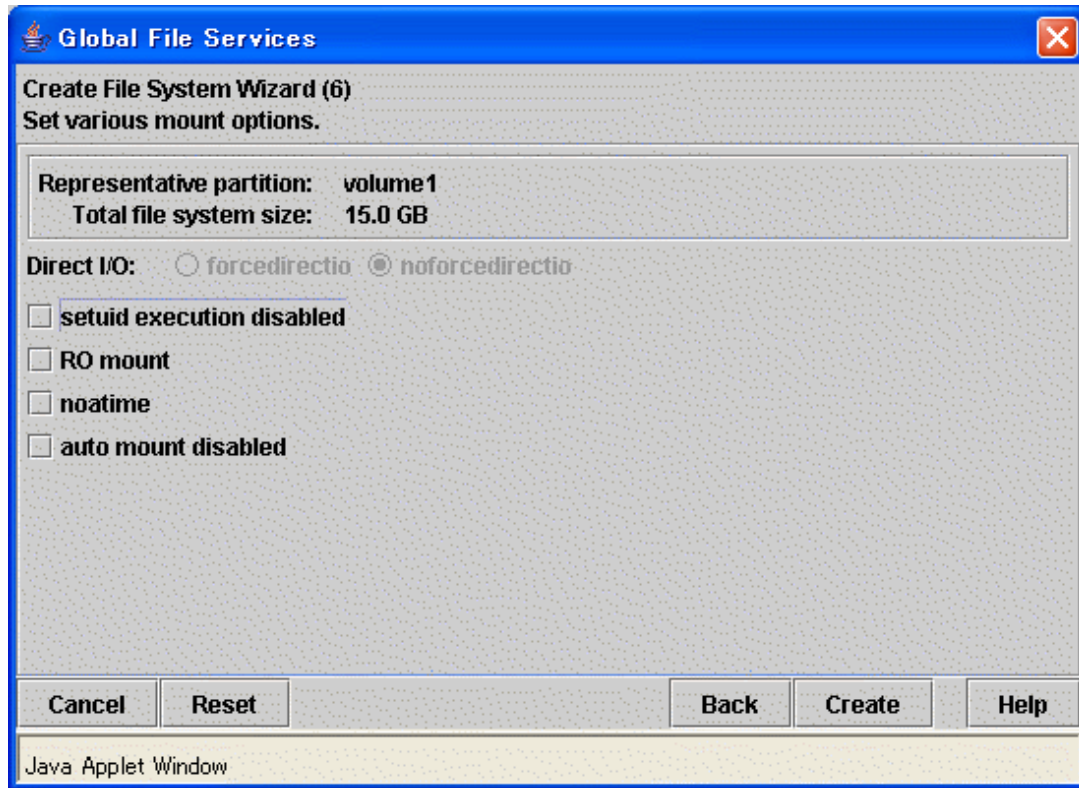 Global File Services
Create File System Wizard (6)
Set various mount options.
Representative partition: volume1
Total file system size: 15.0 GB
Direct I/O: forcedirectio noforcedirectio
setuid execution disabled
RO mount
noatime
auto mount disabled
Cancel Reset Back Create Help
Java Applet Window